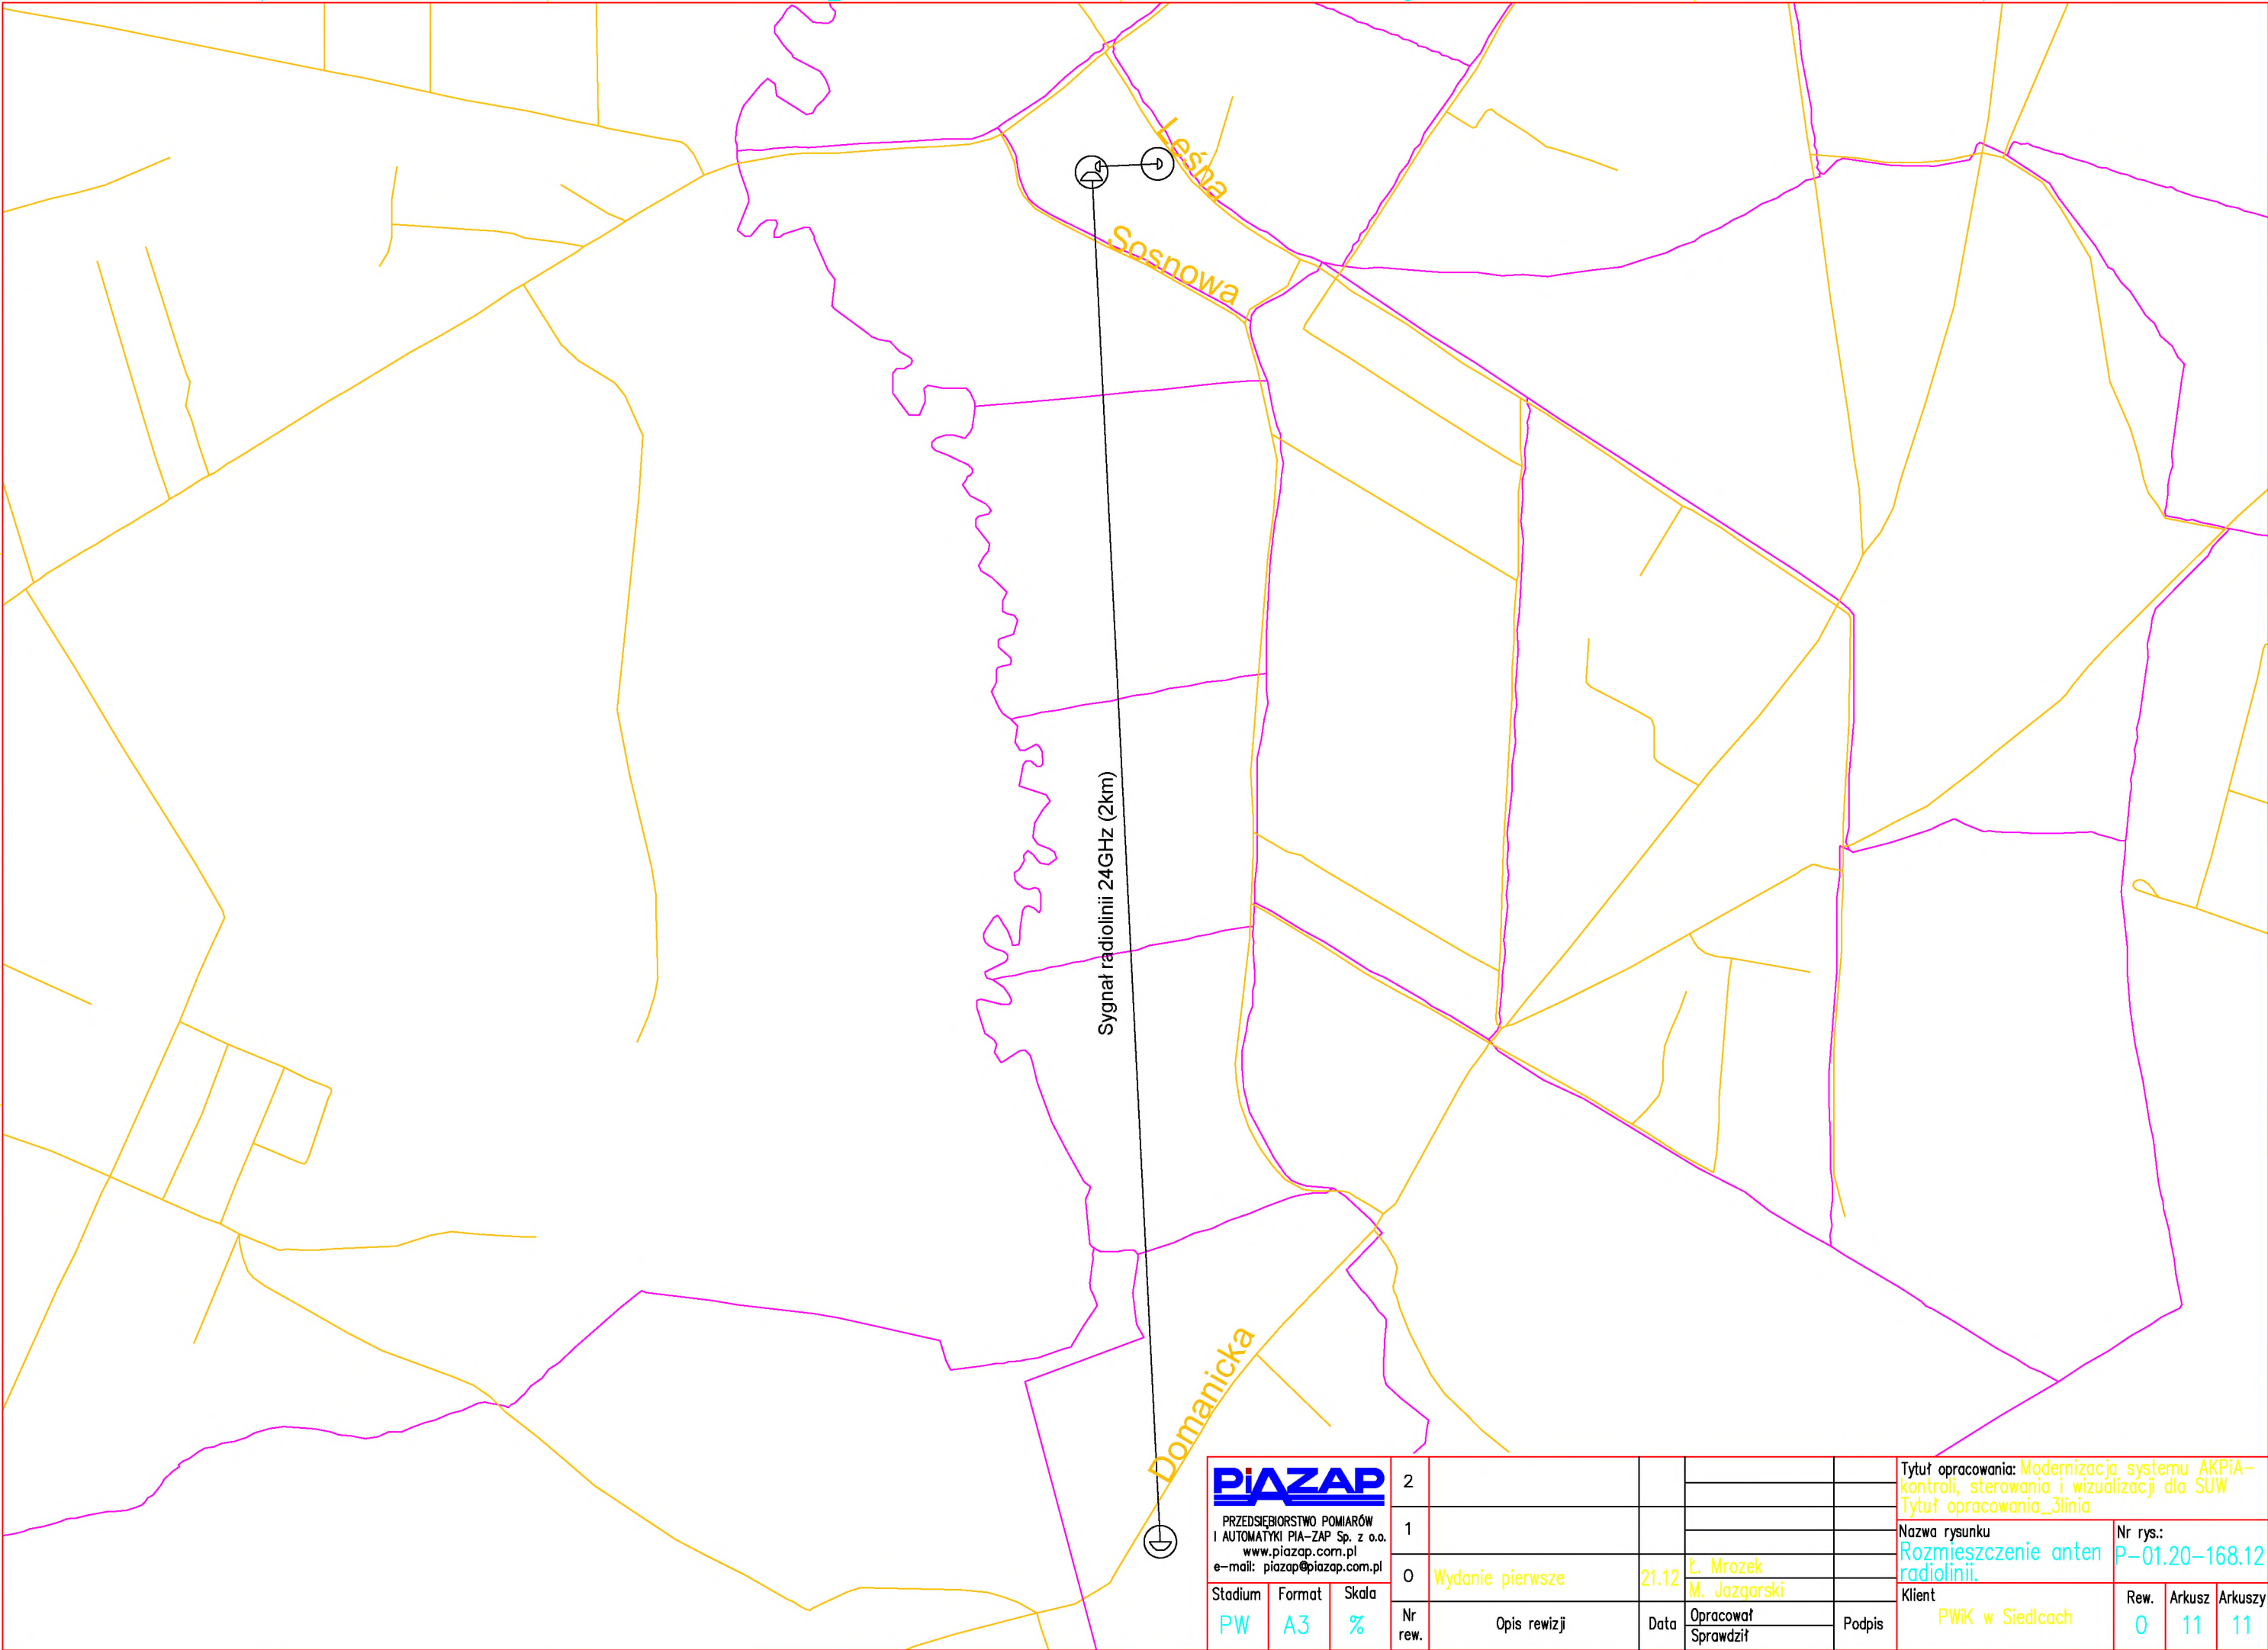 Leśna
Sosnowa
Sygnał radiolinii 24GHz (2km)
Domanicka
PiAZAP
PRZEDSIĘBIORSTWO POMIARÓW
I AUTOMATYKI PIA-ZAP Sp. z o.o.
www.piazap.com.pl
e-mail: piazap@piazap.com.pl
Stadium Format Skala
PW A3 %
2
1
0 Wydanie pierwsze 21.12 Ł. Mrozek
M. Jazgarski
Nr rew. Opis rewizji Data Opracował Podpis
Sprawdził
Tytuł opracowania: Modernizacja systemu AKPiA-
kontroli, sterowania i wizualizacji dla SUW
Tytuł opracowania_3linia
Nazwa rysunku
Rozmieszczenie anten
radiolinii.
Nr rys.:
P-01.20-168.12
Klient
PWiK w Siedlcach
Rew. Arkusz Arkuszy
0 11 11